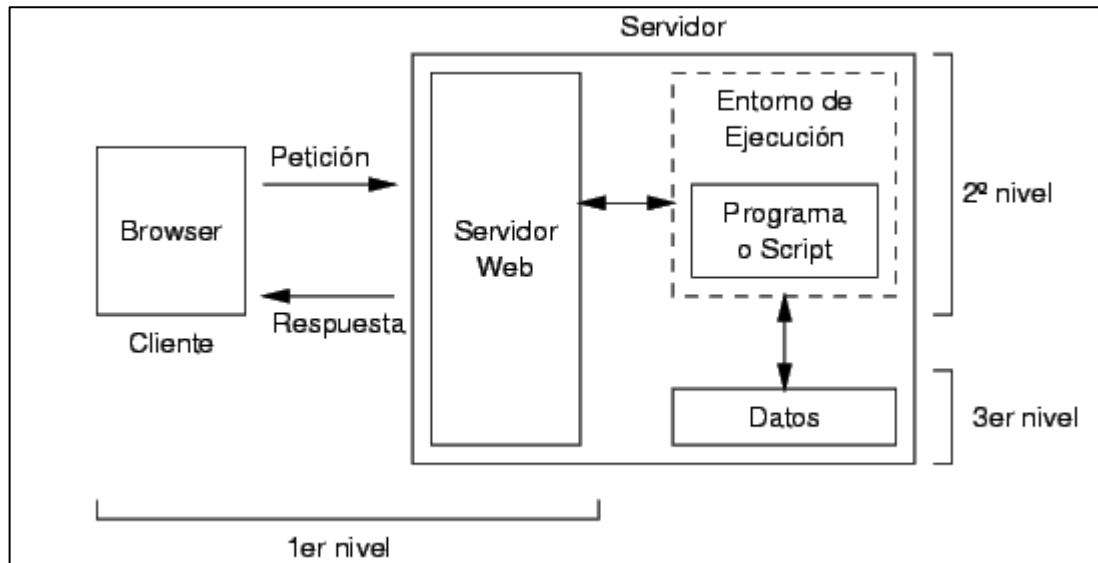 Servidor
Entorno de
Ejecución
Petición
2º nivel
Programa
o Script
Browser
Servidor
Web
Respuesta
Cliente
Datos
3er nivel
1er nivel